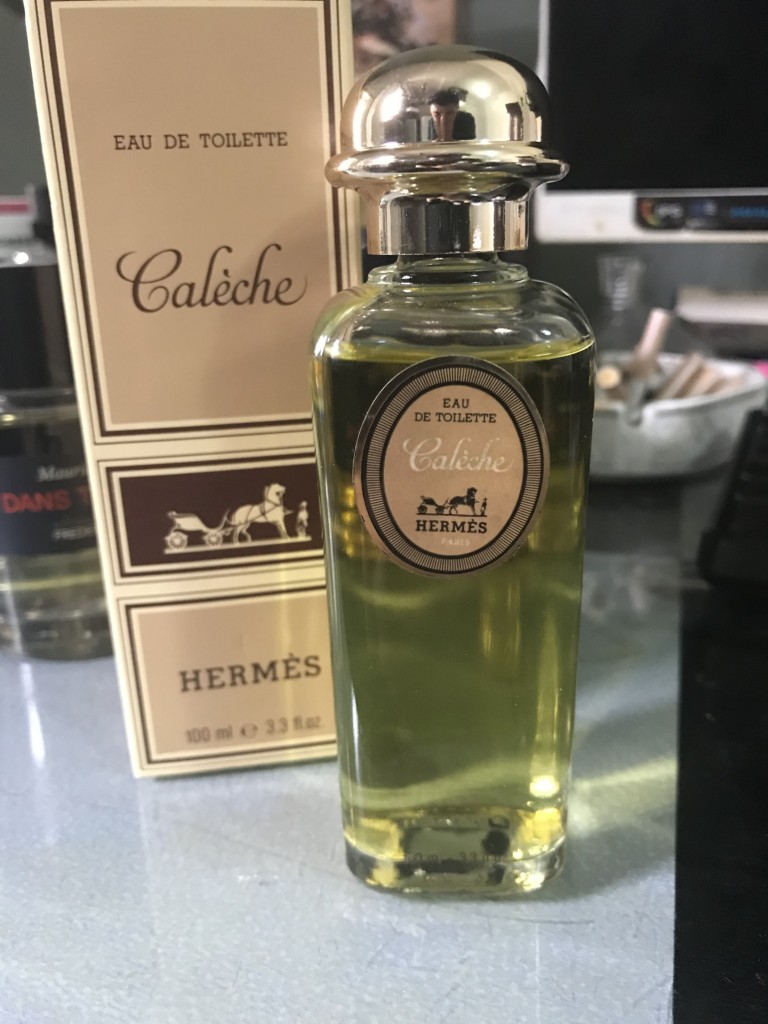 EAU DE TOILETTE
Calèche
HERMÈS
100 ml e 3.3 fl.oz.
EAU
DE TOILETTE
Calèche
HERMÈS
PARIS
DANS